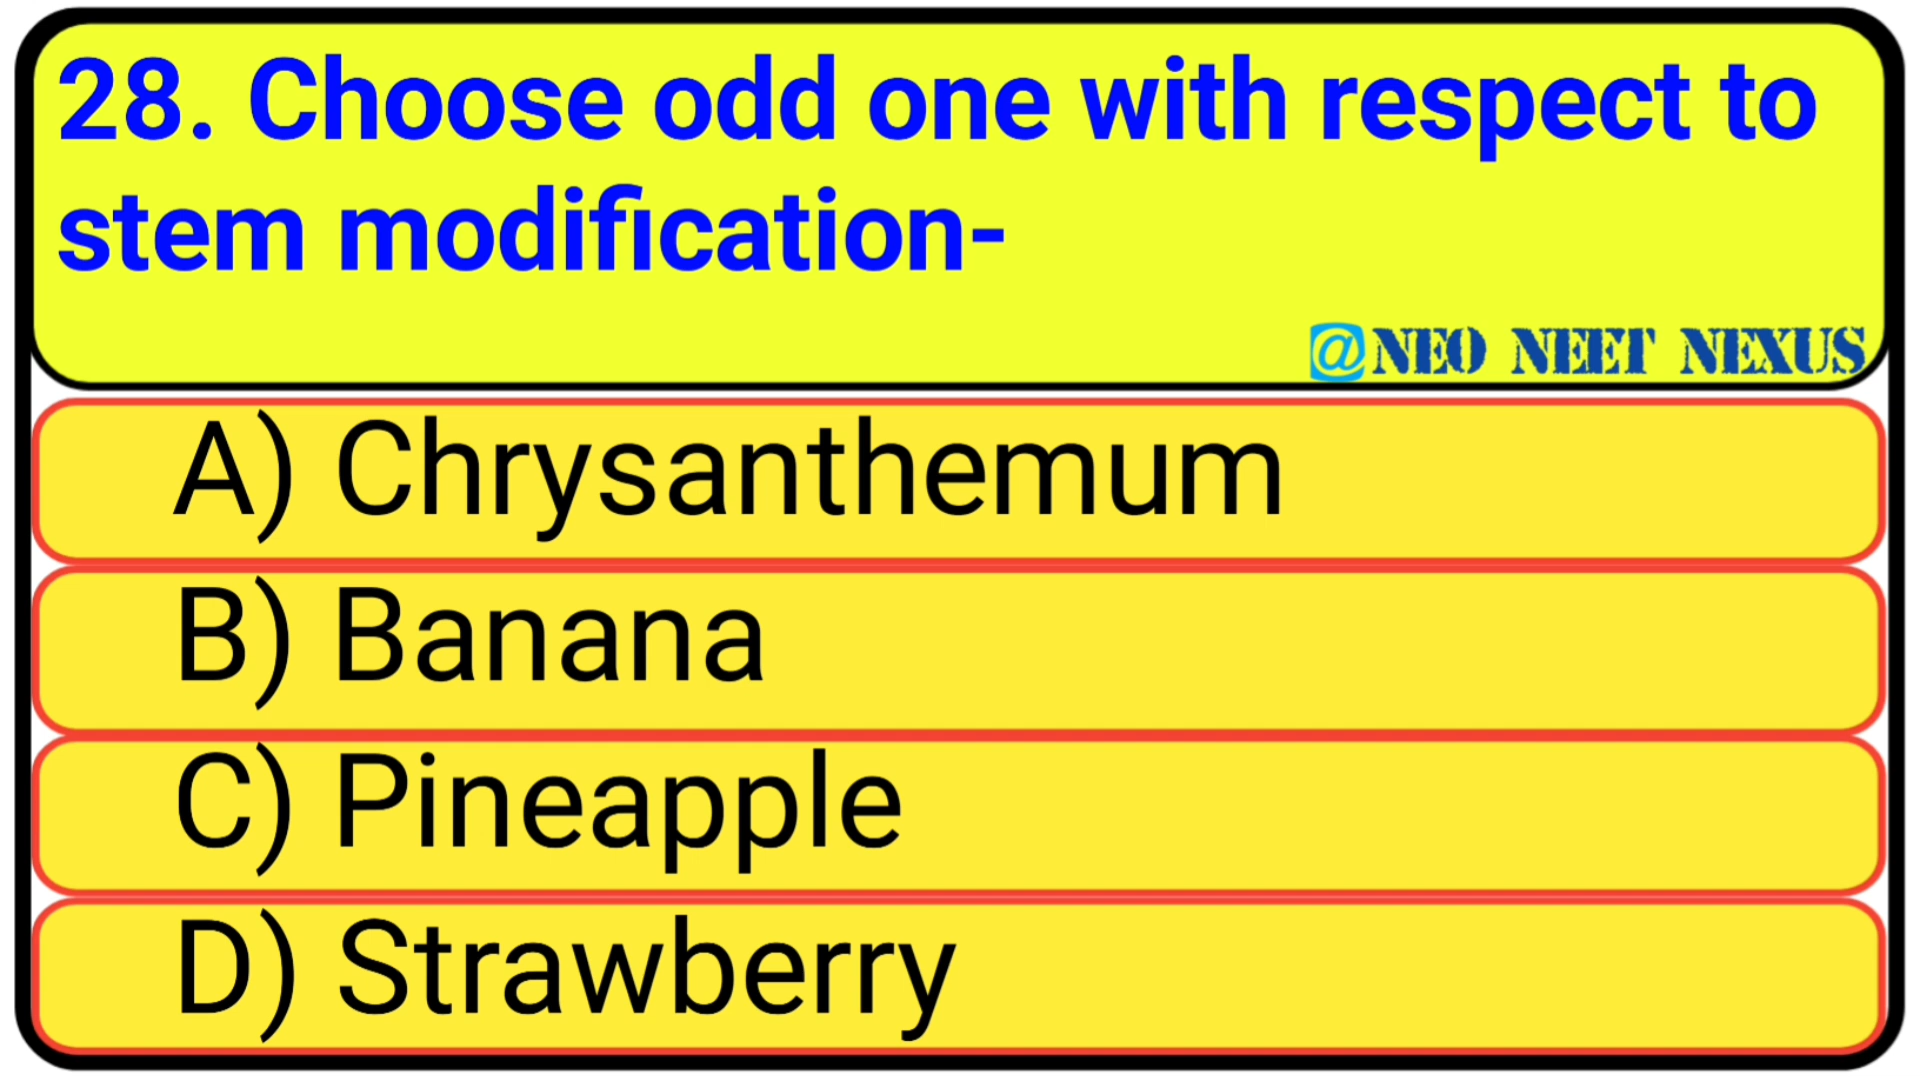 28. Choose odd one with respect to
stem modification-
@NEO NEET NEXUS
A) Chrysanthemum
B) Banana
C) Pineapple
D) Strawberry